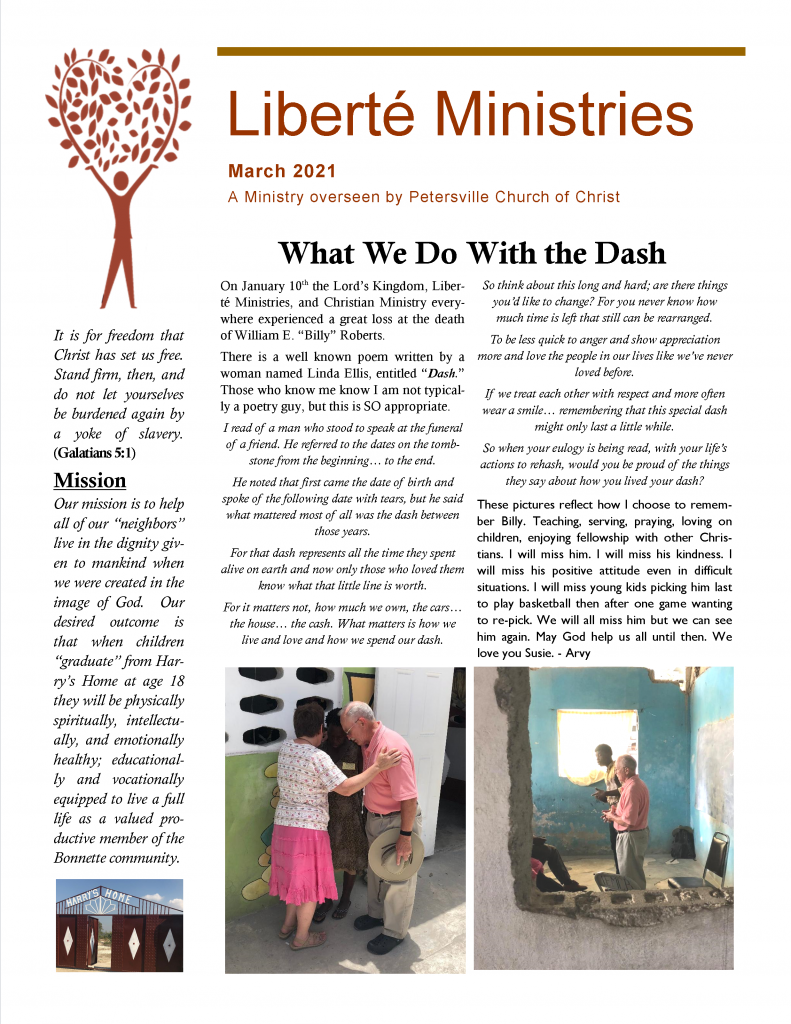 Liberté Ministries
March 2021
A Ministry overseen by Petersville Church of Christ
It is for freedom that
Christ has set us free.
Stand firm, then, and
do not let yourselves
be burdened again by
a yoke of slavery.
(Galatians 5:1)
Mission
Our mission is to help
all of our “neighbors”
live in the dignity giv-
en to mankind when
we were created in the
image of God. Our
desired outcome is
that when children
“graduate” from Har-
ry’s Home at age 18
they will be physically
spiritually, intellectu-
ally, and emotionally
healthy; educational-
ly and vocationally
equipped to live a full
life as a valued pro-
ductive member of the
Bonnette community.
HARRY'S HOME
What We Do With the Dash
On January 10th the Lord’s Kingdom, Liber-
té Ministries, and Christian Ministry every-
where experienced a great loss at the death
of William E. “Billy” Roberts.
There is a well known poem written by a
woman named Linda Ellis, entitled “Dash.”
Those who know me know I am not typical-
ly a poetry guy, but this is SO appropriate.
I read of a man who stood to speak at the funeral
of a friend. He referred to the dates on the tomb-
stone from the beginning… to the end.
He noted that first came the date of birth and
spoke of the following date with tears, but he said
what mattered most of all was the dash between
those years.
For that dash represents all the time they spent
alive on earth and now only those who loved them
know what that little line is worth.
For it matters not, how much we own, the cars…
the house… the cash. What matters is how we
live and love and how we spend our dash.
So think about this long and hard; are there things
you’d like to change? For you never know how
much time is left that still can be rearranged.
To be less quick to anger and show appreciation
more and love the people in our lives like we’ve never
loved before.
If we treat each other with respect and more often
wear a smile… remembering that this special dash
might only last a little while.
So when your eulogy is being read, with your life’s
actions to rehash, would you be proud of the things
they say about how you lived your dash?
These pictures reflect how I choose to remem-
ber Billy. Teaching, serving, praying, loving on
children, enjoying fellowship with other Chris-
tians. I will miss him. I will miss his kindness. I
will miss his positive attitude even in difficult
situations. I will miss young kids picking him last
to play basketball then after one game wanting
to re-pick. We will all miss him but we can see
him again. May God help us all until then. We
love you Susie. - Arvy